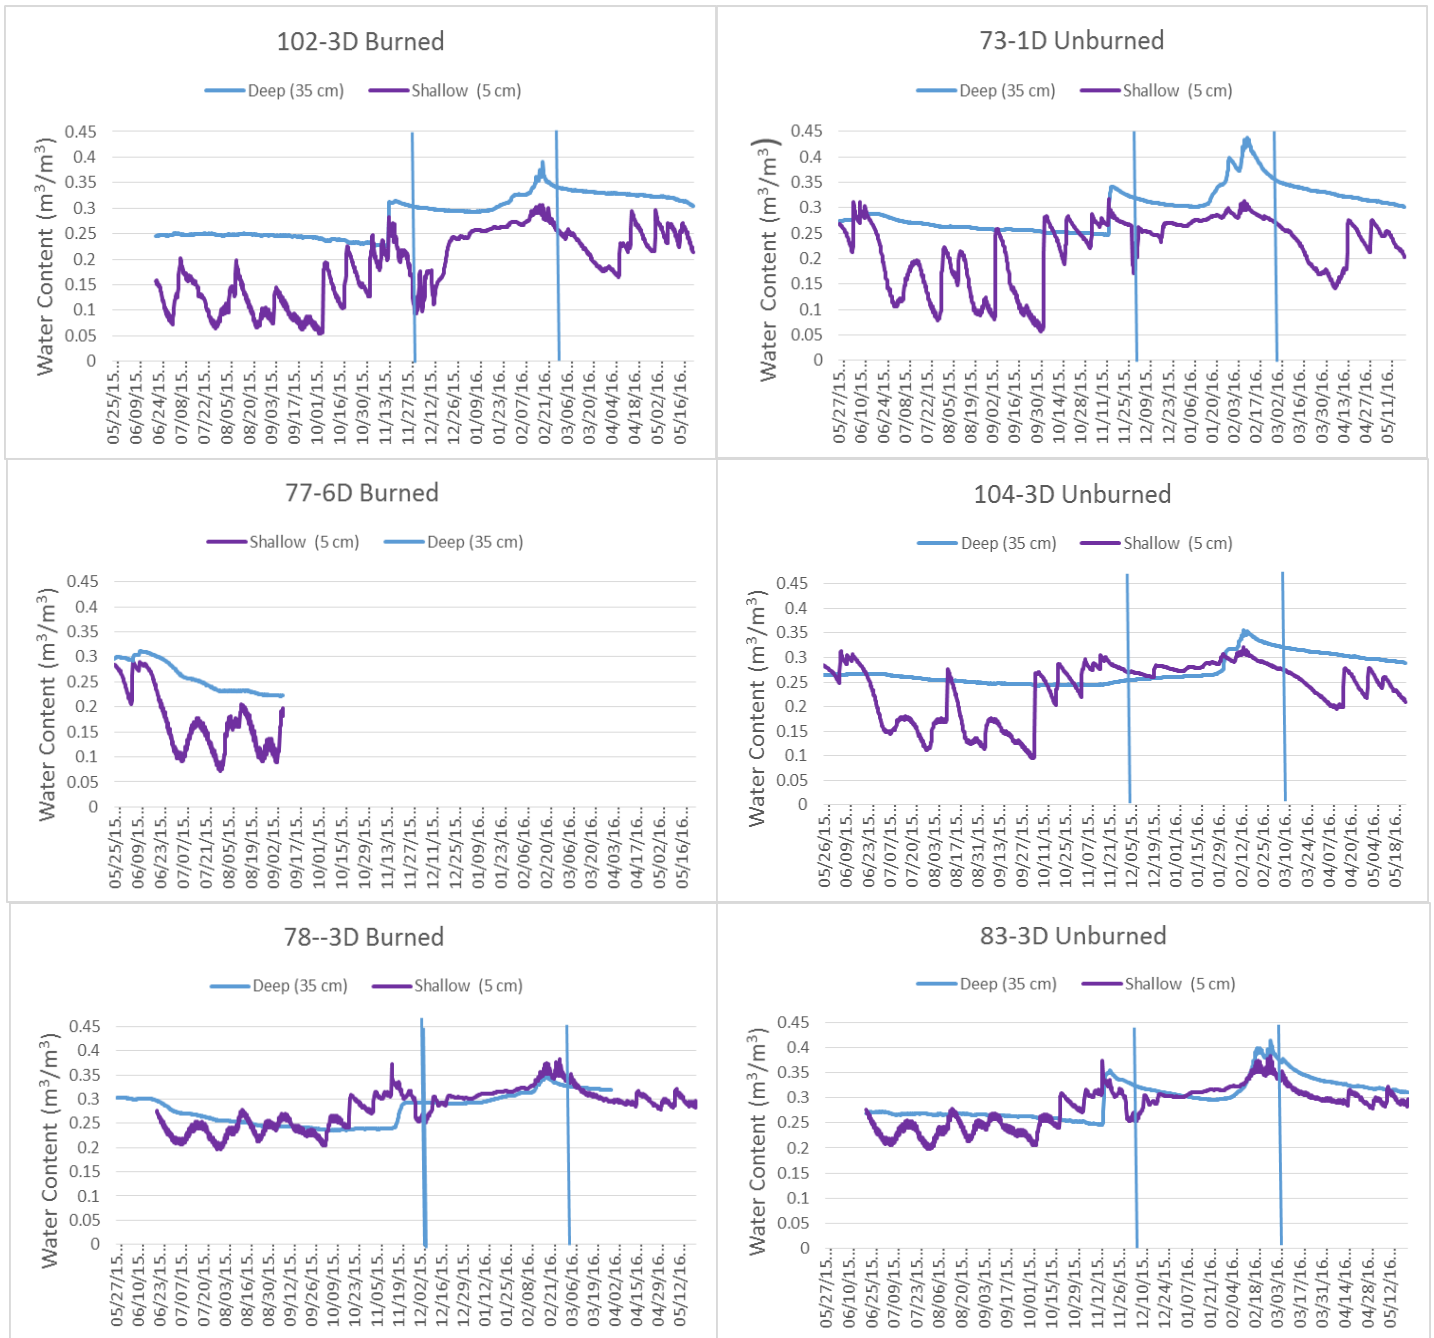 102-3D Burned
Deep (35 cm) Shallow (5 cm)
Water Content (m³/m³)
0.45
0.4
0.35
0.3
0.25
0.2
0.15
0.1
0.05
0
05/25/15.. 06/09/15.. 06/24/15.. 07/08/15.. 07/22/15.. 08/05/15.. 08/20/15.. 09/03/15.. 09/17/15.. 10/01/15.. 10/16/15.. 10/30/15.. 11/13/15.. 11/27/15.. 12/12/15.. 12/26/15.. 01/09/16.. 01/23/16.. 02/07/16.. 02/21/16.. 03/06/16.. 03/20/16.. 04/04/16.. 04/18/16.. 05/02/16.. 05/16/16..
73-1D Unburned
Deep (35 cm) Shallow (5 cm)
Water Content (m³/m³)
0.45
0.4
0.35
0.3
0.25
0.2
0.15
0.1
0.05
0
05/27/15.. 06/10/15.. 06/24/15.. 07/08/15.. 07/22/15.. 08/05/15.. 08/19/15.. 09/02/15.. 09/16/15.. 09/30/15.. 10/14/15.. 10/28/15.. 11/11/15.. 11/25/15.. 12/09/15.. 12/23/15.. 01/06/16.. 01/20/16.. 02/03/16.. 02/17/16.. 03/02/16.. 03/16/16.. 03/30/16.. 04/13/16.. 04/27/16.. 05/11/16..
77-6D Burned
Shallow (5 cm) Deep (35 cm)
Water Content (m³/m³)
0.45
0.4
0.35
0.3
0.25
0.2
0.15
0.1
0.05
0
05/25/15.. 06/09/15.. 06/23/15.. 07/07/15.. 07/21/15.. 08/05/15.. 08/19/15.. 09/02/15.. 09/17/15.. 10/01/15.. 10/15/15.. 10/29/15.. 11/13/15.. 11/27/15.. 12/11/15.. 12/25/15.. 01/09/16.. 01/23/16.. 02/06/16.. 02/20/16.. 03/06/16.. 03/20/16.. 04/03/16.. 04/17/16.. 05/02/16.. 05/16/16..
104-3D Unburned
Deep (35 cm) Shallow (5 cm)
Water Content (m³/m³)
0.45
0.4
0.35
0.3
0.25
0.2
0.15
0.1
0.05
0
05/26/15.. 06/09/15.. 06/23/15.. 07/07/15.. 07/20/15.. 08/03/15.. 08/17/15.. 08/31/15.. 09/13/15.. 09/27/15.. 10/11/15.. 10/25/15.. 11/07/15.. 11/21/15.. 12/05/15.. 12/19/15.. 01/01/16.. 01/15/16.. 01/29/16.. 02/12/16.. 02/25/16.. 03/10/16.. 03/24/16.. 04/07/16.. 04/20/16.. 05/04/16.. 05/18/16..
78--3D Burned
Deep (35 cm) Shallow (5 cm)
Water Content (m³/m³)
0.45
0.4
0.35
0.3
0.25
0.2
0.15
0.1
0.05
0
05/27/15.. 06/10/15.. 06/23/15.. 07/07/15.. 07/20/15.. 08/03/15.. 08/16/15.. 08/30/15.. 09/12/15.. 09/26/15.. 10/09/15.. 10/23/15.. 11/05/15.. 11/19/15.. 12/02/15.. 12/16/15.. 12/29/15.. 01/12/16.. 01/25/16.. 02/08/16.. 02/21/16.. 03/06/16.. 03/19/16.. 04/02/16.. 04/15/16.. 04/29/16.. 05/12/16..
83-3D Unburned
Deep (35 cm) Shallow (5 cm)
Water Content (m³/m³)
0.45
0.4
0.35
0.3
0.25
0.2
0.15
0.1
0.05
0
05/27/15.. 06/10/15.. 06/25/15.. 07/09/15.. 07/23/15.. 08/06/15.. 08/20/15.. 09/03/15.. 09/17/15.. 10/01/15.. 10/15/15.. 10/29/15.. 11/12/15.. 11/26/15.. 12/10/15.. 12/24/15.. 01/07/16.. 01/21/16.. 02/04/16.. 02/18/16.. 03/03/16.. 03/17/16.. 03/31/16.. 04/14/16.. 04/28/16.. 05/12/16..